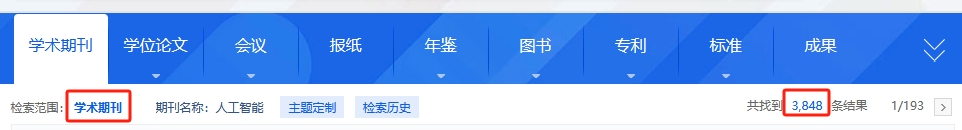 学术期刊 学位论文 会议 报纸 年鉴 图书 专利 标准 成果
检索范围：学术期刊 期刊名称：人工智能 主题定制 检索历史 共找到 3,848 条结果 1/193 >